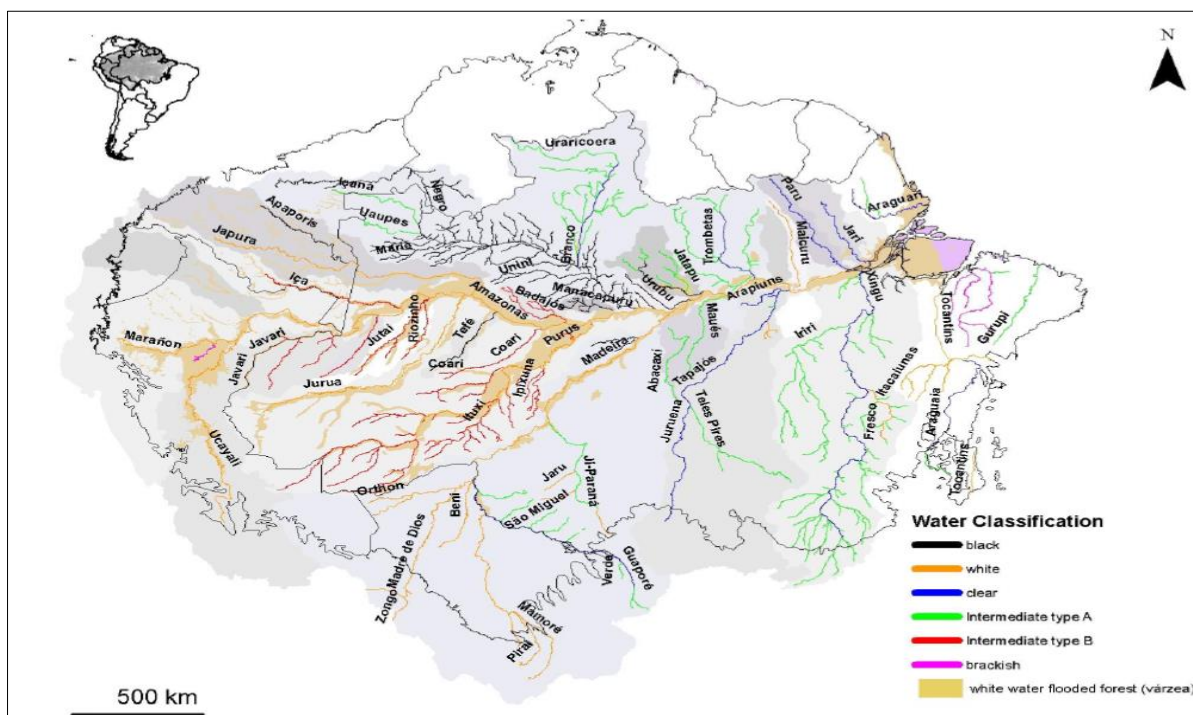 N
Uraricoera
Içana
Negro
Uaupes
Apaporis
Japura
Marié
Unini
Branco
Jatapu
Trombetas
Paru
Maicuru
Jari
Araguari
Içá
Amazonas
Badajós
Manacapuru
Urubu
Arapiuns
Xingu
Marañon
Javari
Javari
Jutai
Riozinho
Tefé
Coari
Coari
Purus
Madeira
Maués
Abacaxi
Tapajós
Iriri
Tocantins
Gurupi
Itacaiunas
Jurua
Ituxi
Ipixuna
Ucayali
Juruena
Teles Pires
Fresco
Araguaia
Tocantins
Orthon
Beni
Jaru
Ji-Paraná
São Miguel
Madre de Dios
Zongo
Verde
Guaporé
Mamoré
Pirai
Water Classification
black
white
clear
Intermediate type A
Intermediate type B
brackish
white water flooded forest (várzea)
500 km